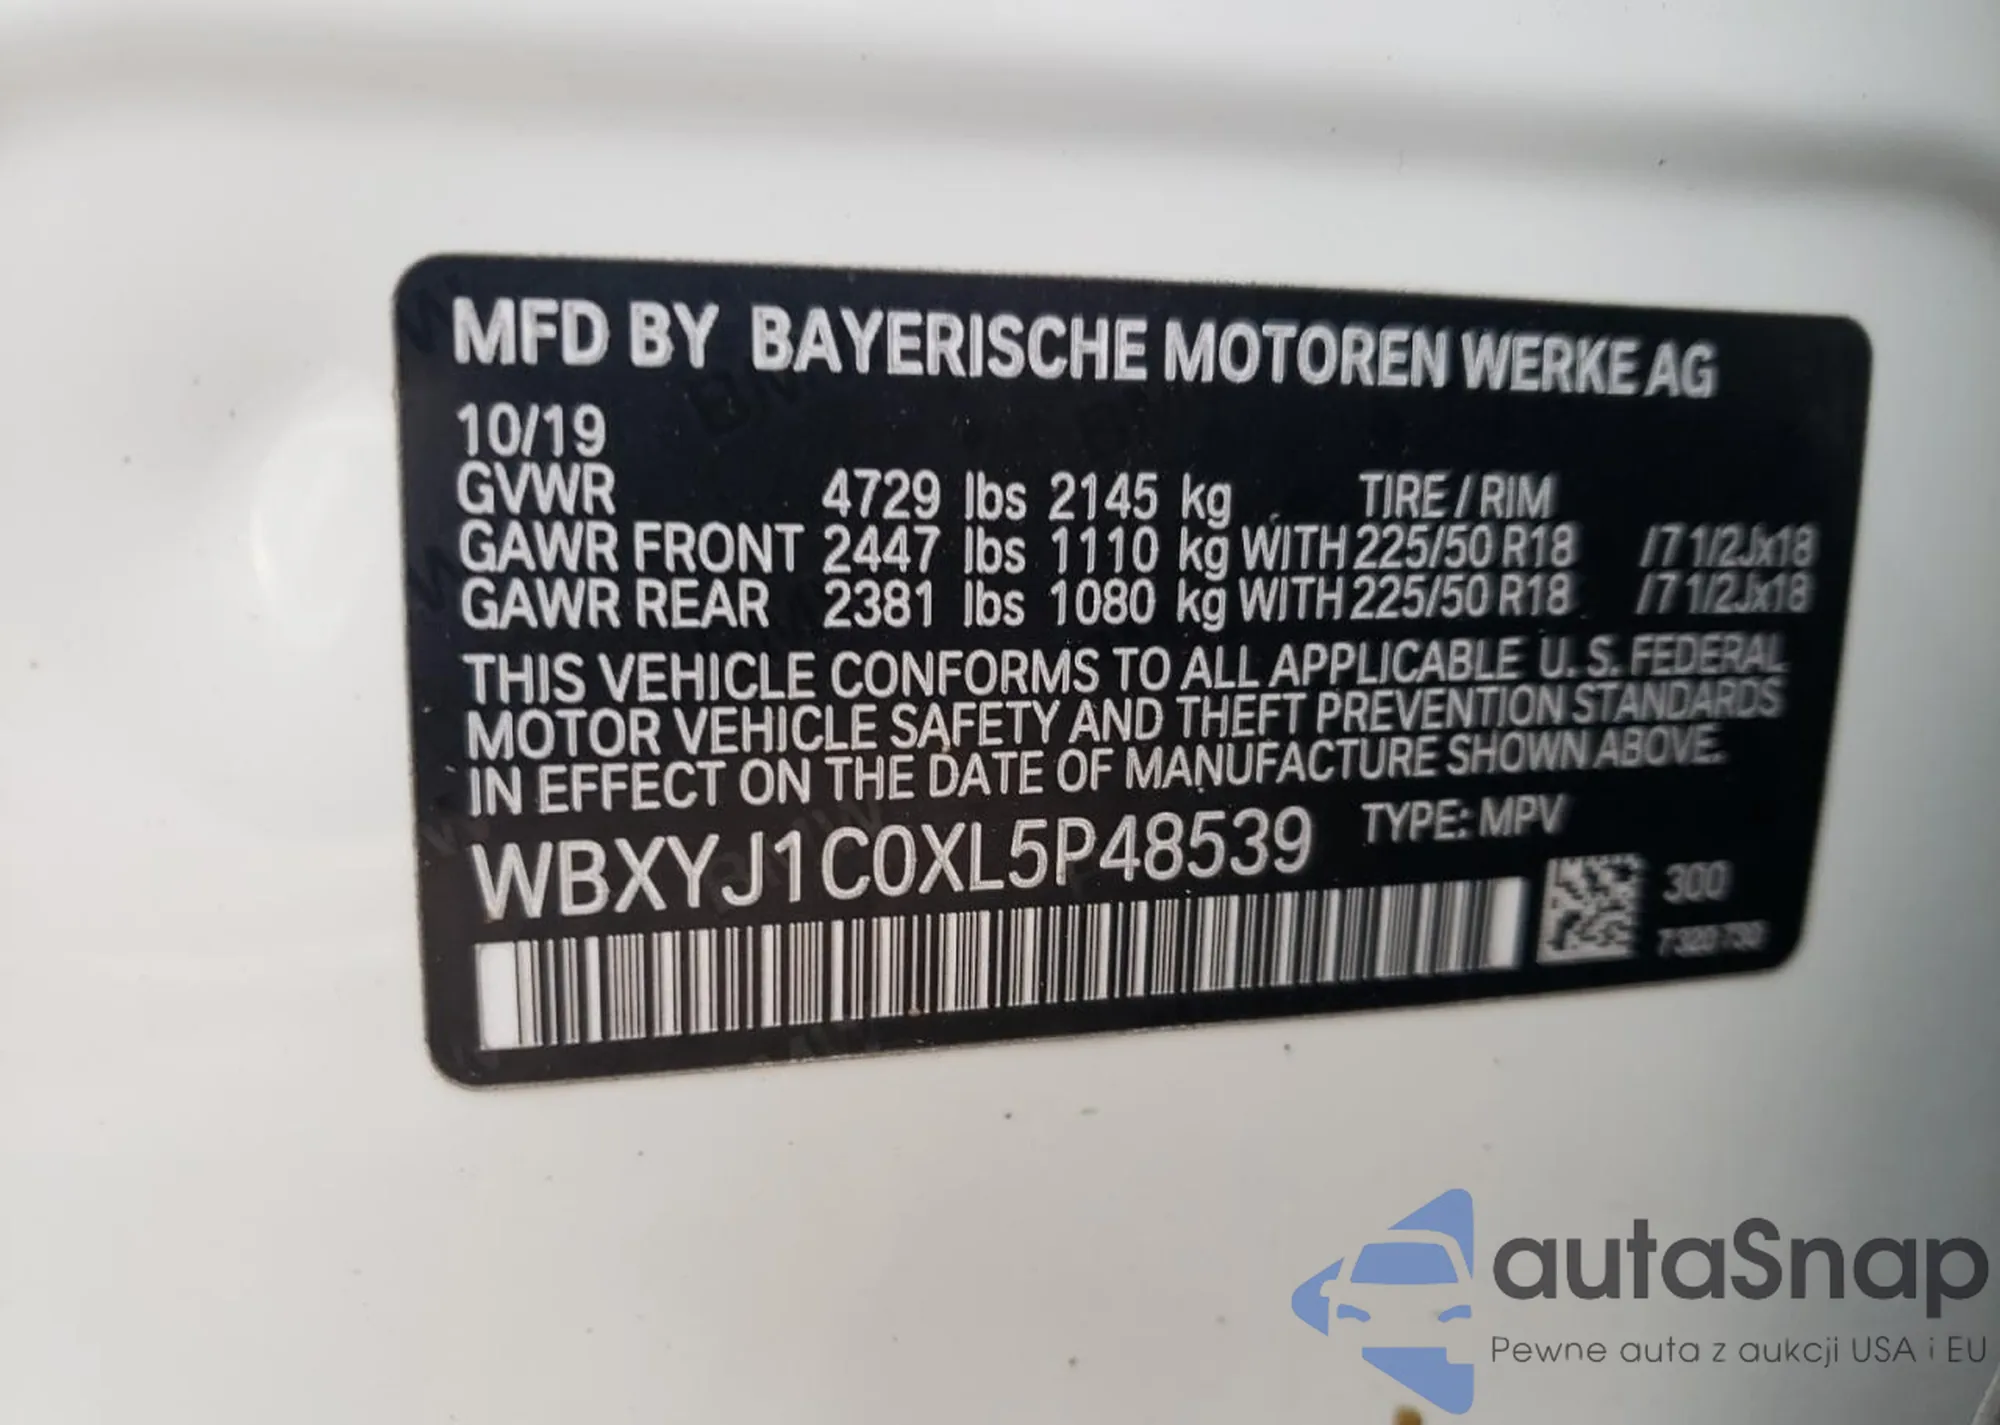 MFD BY BAYERISCHE MOTOREN WERKE AG
10/19
GVWR 4729 lbs 2145 kg TIRE / RIM
GAWR FRONT 2447 lbs 1110 kg WITH 225/50 R18 /7 1/2Jx18
GAWR REAR 2381 lbs 1080 kg WITH 225/50 R18 /7 1/2Jx18
THIS VEHICLE CONFORMS TO ALL APPLICABLE U. S. FEDERAL
MOTOR VEHICLE SAFETY AND THEFT PREVENTION STANDARDS
IN EFFECT ON THE DATE OF MANUFACTURE SHOWN ABOVE.
WBXYJ1C0XL5P48539 TYPE: MPV
300
7 320 730
autaSnap
Pewne auta z aukcji USA i EU